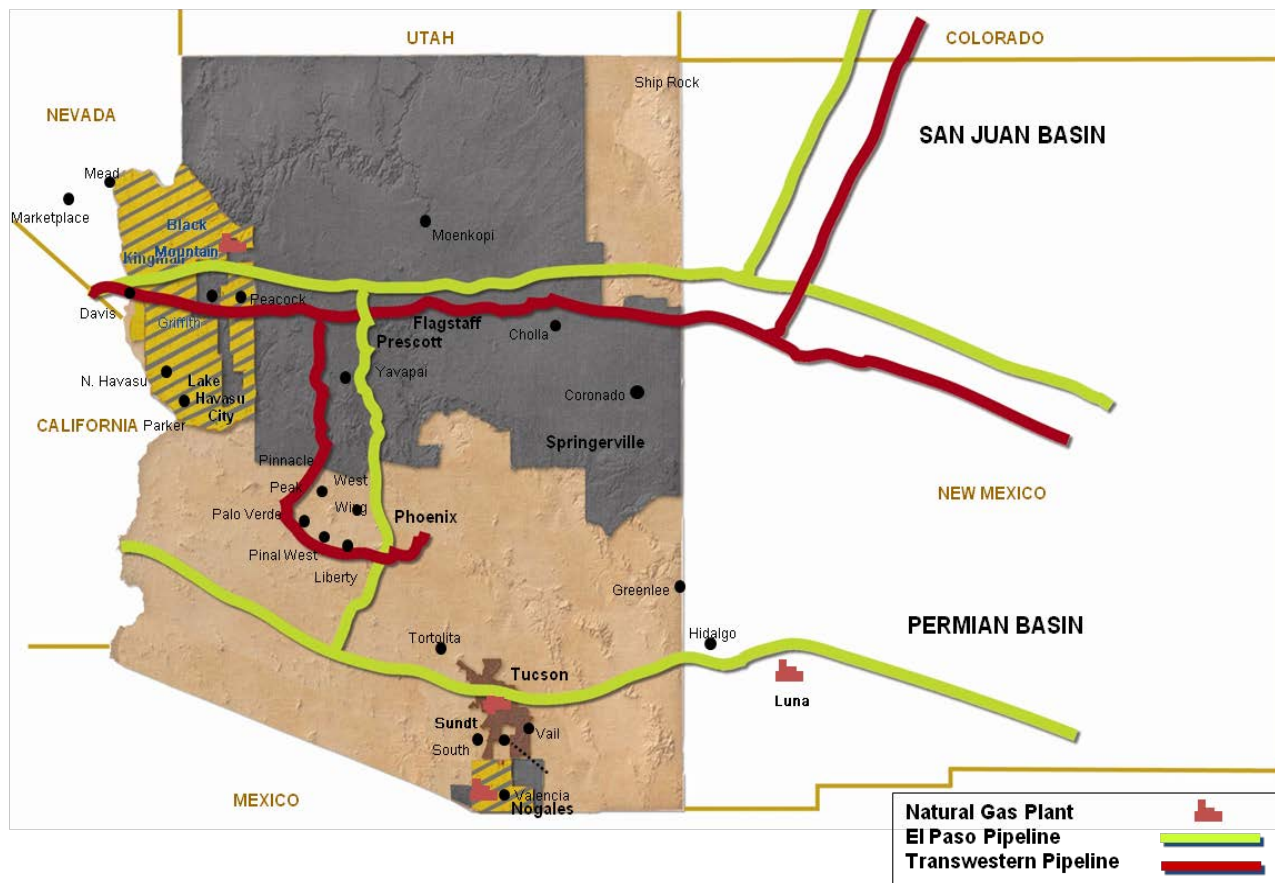 UTAH
COLORADO
Ship Rock
NEVADA
SAN JUAN BASIN
Mead
Marketplace
Black
Mountain
Moenkopi
Kingman
Peacock
Davis
Griffith
Flagstaff
Cholla
Prescott
N. Havasu
Lake
Havasu
City
Yavapai
Coronado
CALIFORNIA
Parker
Springerville
Pinnacle
Peak
West
Wing
NEW MEXICO
Palo Verde
Phoenix
Pinal West
Liberty
Greenlee
PERMIAN BASIN
Tortolita
Hidalgo
Tucson
Luna
Sundt
South
Vail
MEXICO
Valencia
Nogales
Natural Gas Plant
El Paso Pipeline
Transwestern Pipeline